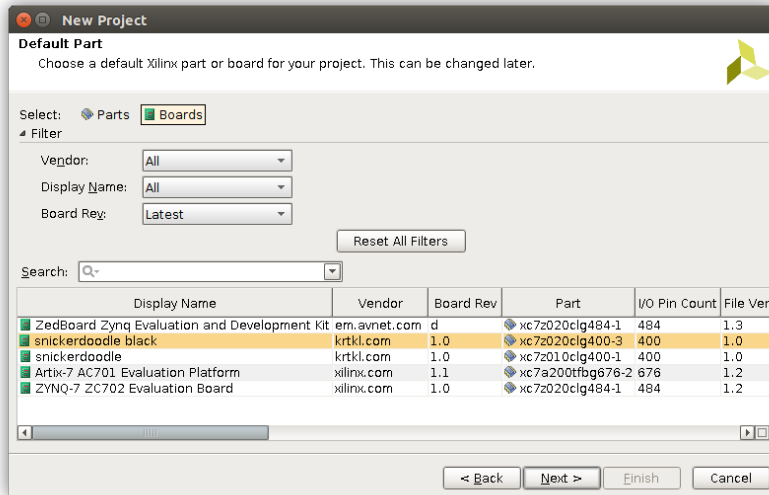 New Project
Default Part
Choose a default Xilinx part or board for your project. This can be changed later.
Select: Parts Boards
Filter
Vendor: All
Display Name: All
Board Rev: Latest
Reset All Filters
Search:
Display Name Vendor Board Rev Part I/O Pin Count File Ver
ZedBoard Zynq Evaluation and Development Kit em.avnet.com d xc7z020clg484-1 484 1.3
snickerdoodle black krtkl.com 1.0 xc7z020clg400-3 400 1.0
snickerdoodle krtkl.com 1.0 xc7z010clg400-1 400 1.0
Artix-7 AC701 Evaluation Platform xilinx.com 1.1 xc7a200tfbg676-2 676 1.2
ZYNQ-7 ZC702 Evaluation Board xilinx.com 1.0 xc7z020clg484-1 484 1.2
< Back Next > Finish Cancel